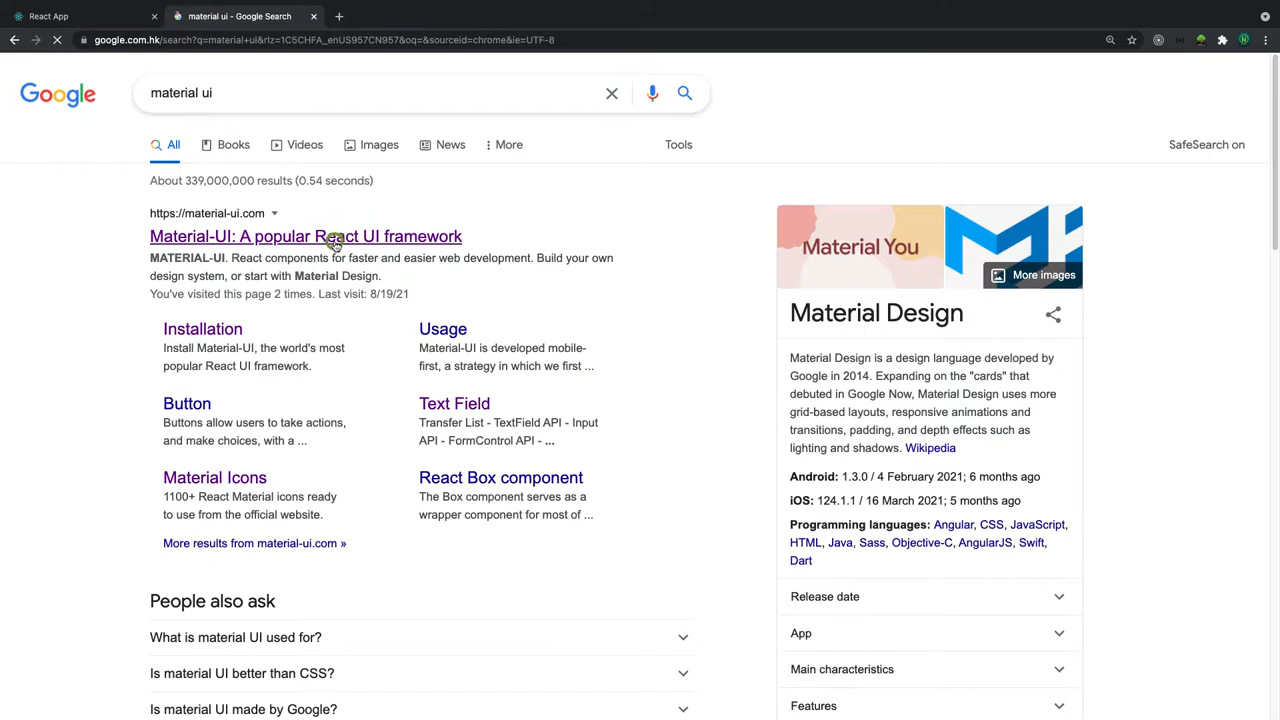 React App
material ui - Google Search
google.com.hk/search?q=material+ui&rlz=1C5CHFA_enUS957CN957&oq=&sourceid=chrome&ie=UTF-8
Google
material ui
All
Books
Videos
Images
News
More
Tools
SafeSearch on
About 339,000,000 results (0.54 seconds)
https://material-ui.com
Material-UI: A popular React UI framework
MATERIAL-UI. React components for faster and easier web development. Build your own
design system, or start with Material Design.
You've visited this page 2 times. Last visit: 8/19/21
Installation
Install Material-UI, the world's most
popular React UI framework.
Usage
Material-UI is developed mobile-
first, a strategy in which we first ...
Button
Buttons allow users to take actions,
and make choices, with a ...
Text Field
Transfer List - TextField API - Input
API - FormControl API - ...
Material Icons
1100+ React Material icons ready
to use from the official website.
React Box component
The Box component serves as a
wrapper component for most of ...
More results from material-ui.com »
People also ask
What is material UI used for?
Is material UI better than CSS?
Is material UI made by Google?
Material You
More images
Material Design
Material Design is a design language developed by
Google in 2014. Expanding on the "cards" that
debuted in Google Now, Material Design uses more
grid-based layouts, responsive animations and
transitions, padding, and depth effects such as
lighting and shadows. Wikipedia
Android: 1.3.0 / 4 February 2021; 6 months ago
iOS: 124.1.1 / 16 March 2021; 5 months ago
Programming languages: Angular, CSS, JavaScript,
HTML, Java, Sass, Objective-C, AngularJS, Swift,
Dart
Release date
App
Main characteristics
Features